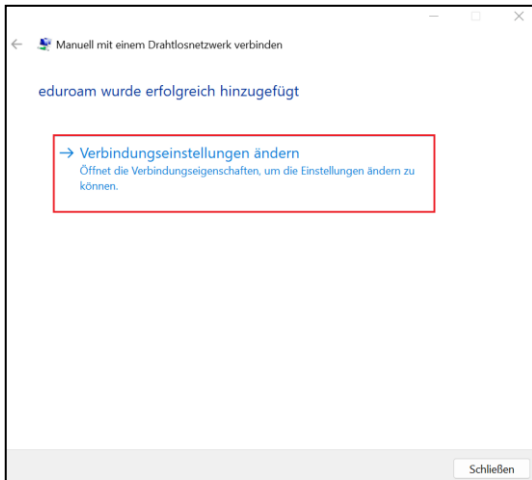 Manuell mit einem Drahtlosnetzwerk verbinden
eduroam wurde erfolgreich hinzugefügt
Verbindungseinstellungen ändern
Öffnet die Verbindungseigenschaften, um die Einstellungen ändern zu
können.
Schließen